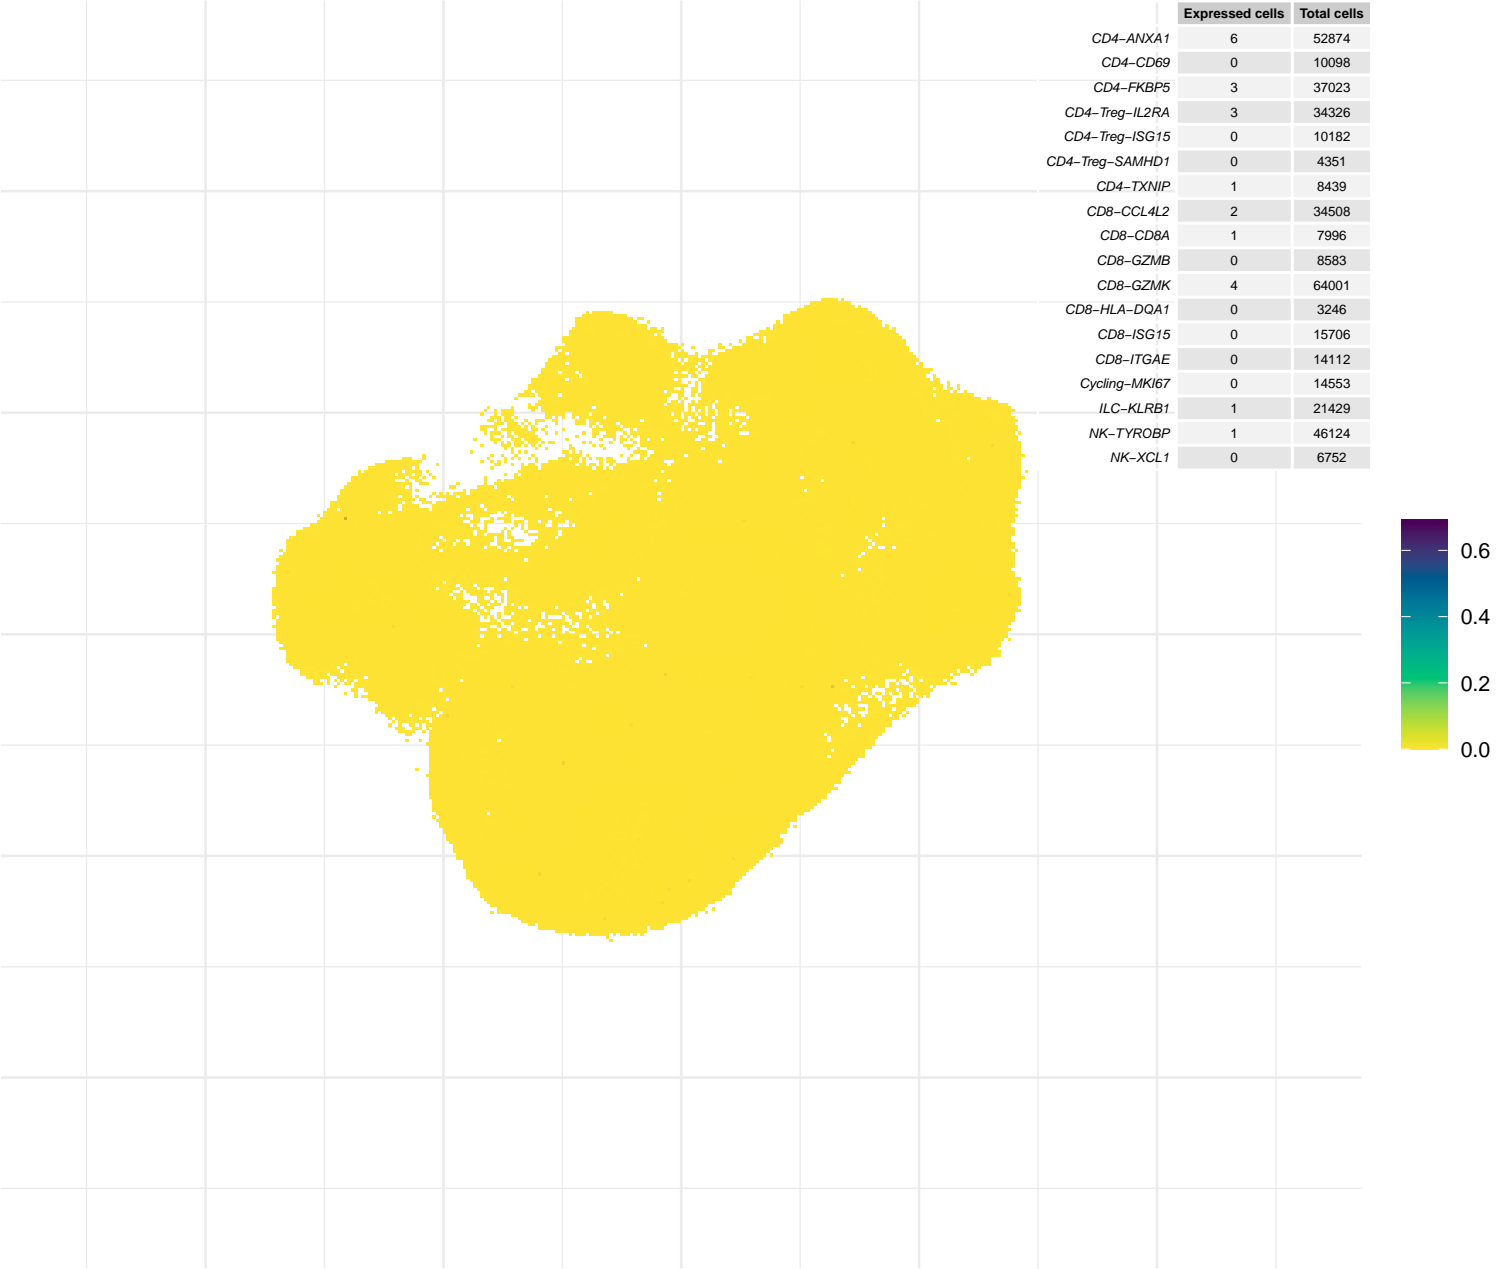 Expressed cells Total cells
CD4−ANXA1 6 52874
CD4−CD69 0 10098
CD4−FKBP5 3 37023
CD4−Treg−IL2RA 3 34326
CD4−Treg−ISG15 0 10182
CD4−Treg−SAMHD1 0 4351
CD4−TXNIP 1 8439
CD8−CCL4L2 2 34508
CD8−CD8A 1 7996
CD8−GZMB 0 8583
CD8−GZMK 4 64001
CD8−HLA−DQA1 0 3246
CD8−ISG15 0 15706
CD8−ITGAE 0 14112
Cycling−MKI67 0 14553
ILC−KLRB1 1 21429
NK−TYROBP 1 46124
NK−XCL1 0 6752
0.6
0.4
0.2
0.0